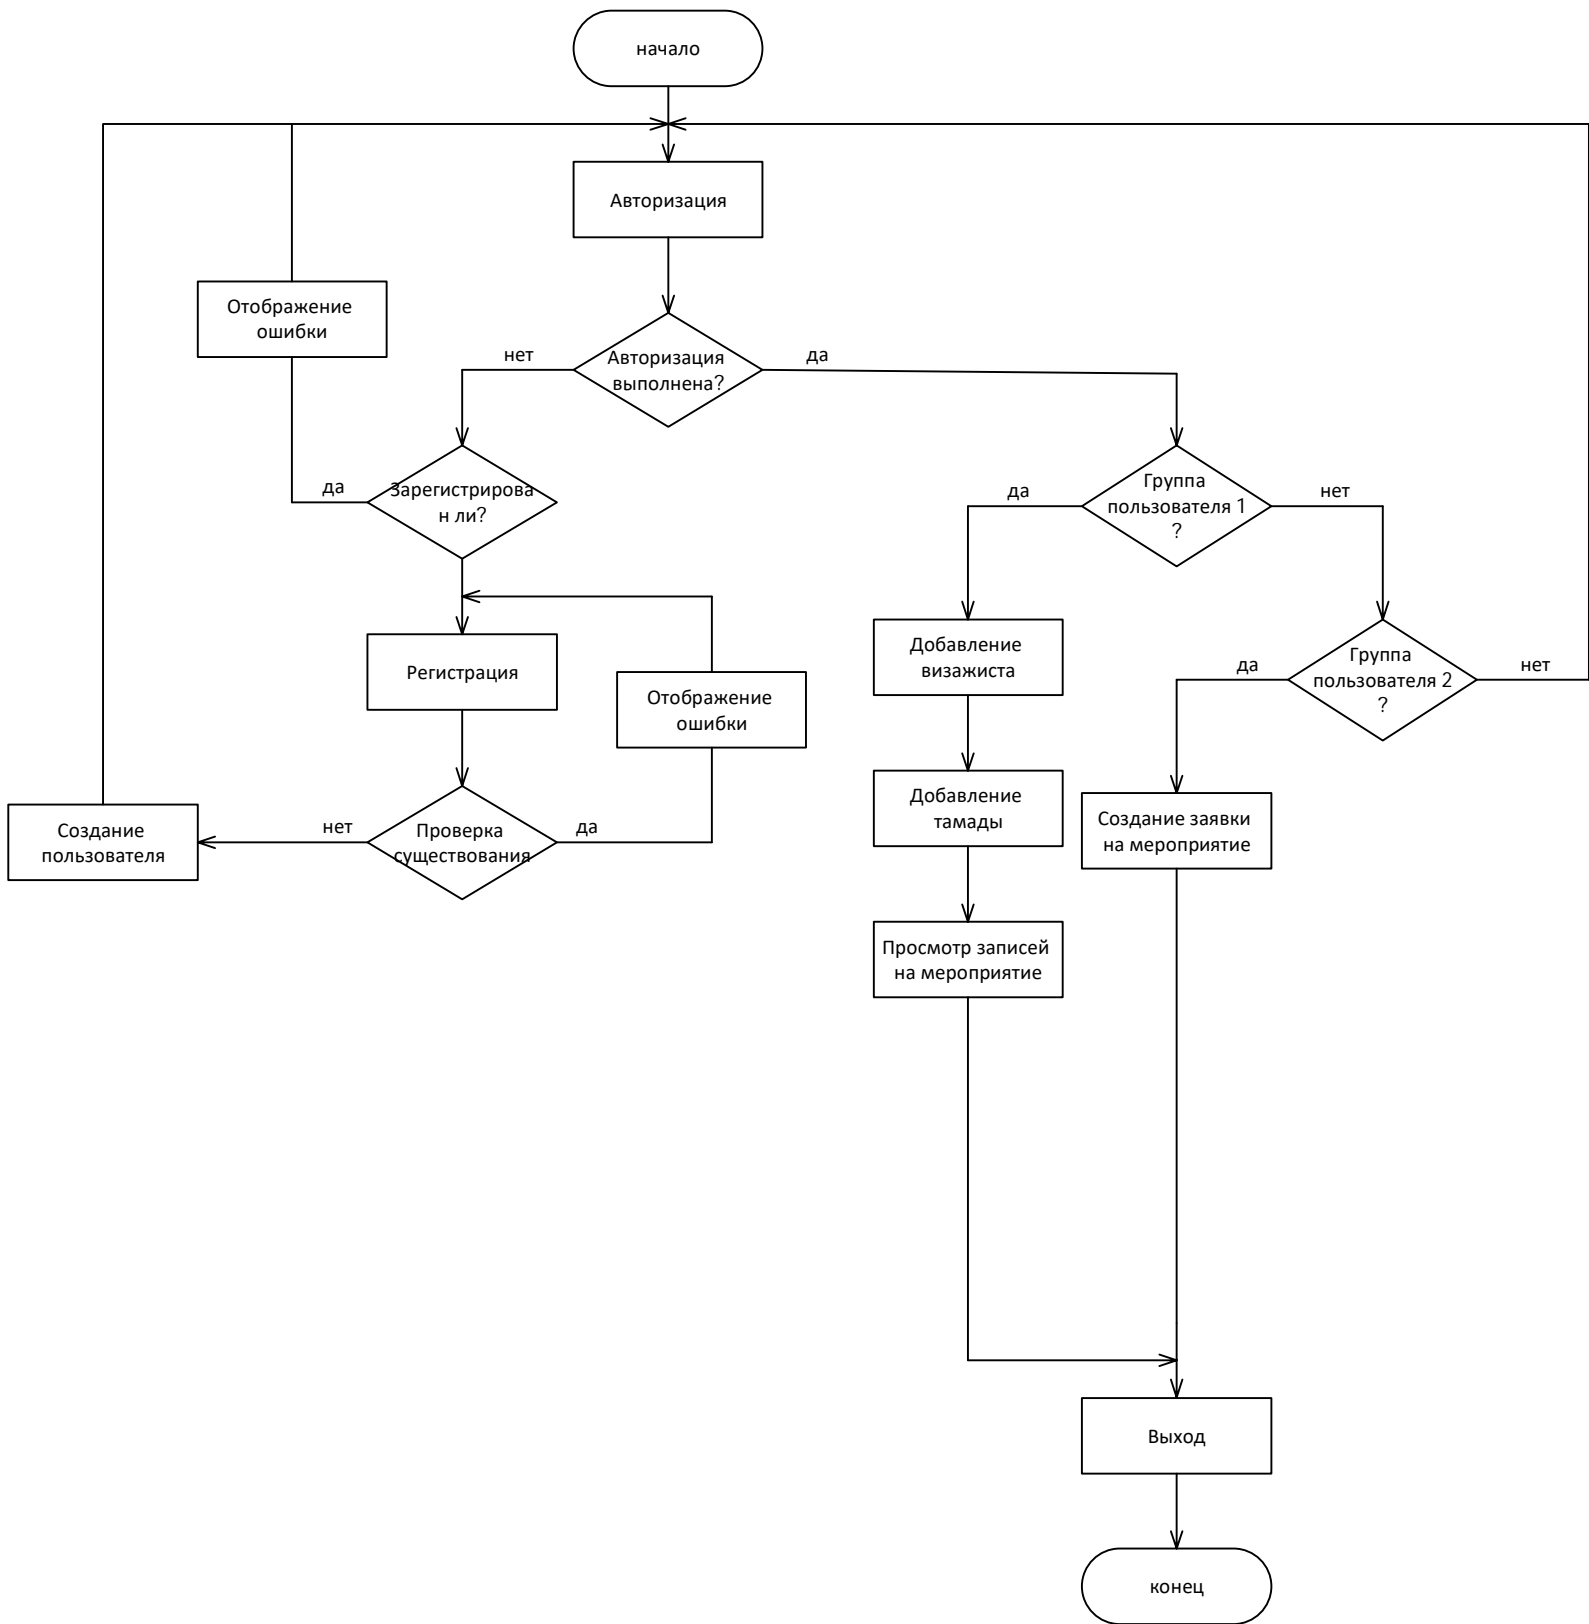 начало
Авторизация
Отображение
ошибки
нет
Авторизация
выполнена?
да
да
Зарегистрирова
н ли?
да
Группа
пользователя 1
?
нет
Регистрация
Отображение
ошибки
Добавление
визажиста
да
Группа
пользователя 2
?
нет
Создание
пользователя
нет
Проверка
существования
да
Добавление
тамады
Создание заявки
на мероприятие
Просмотр записей
на мероприятие
Выход
конец